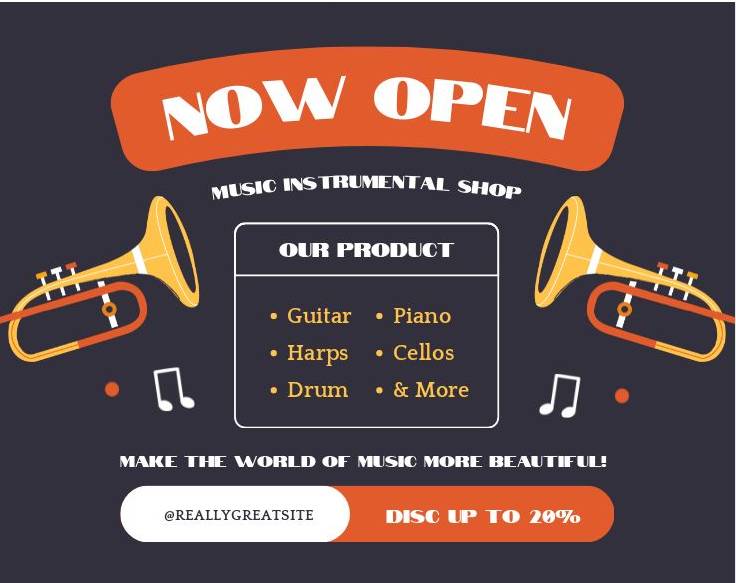 NOW OPEN
MUSIC INSTRUMENTAL SHOP
OUR PRODUCT
• Guitar • Piano
• Harps • Cellos
• Drum • & More
MAKE THE WORLD OF MUSIC MORE BEAUTIFUL!
@REALLYGREATSITE DISC UP TO 20%